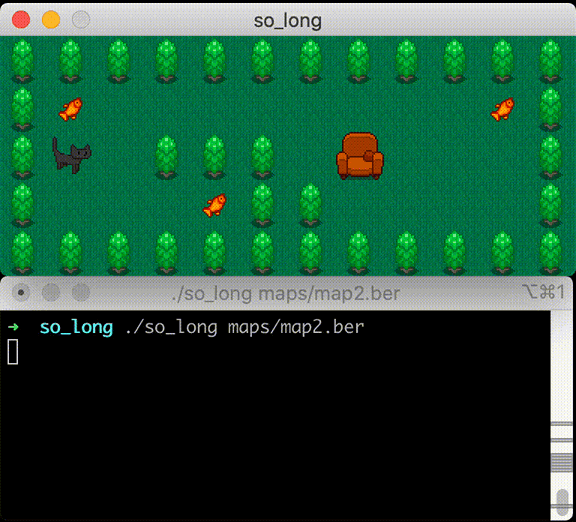 so_long
./so_long maps/map2.ber ⌥⌘1
➜ so_long ./so_long maps/map2.ber